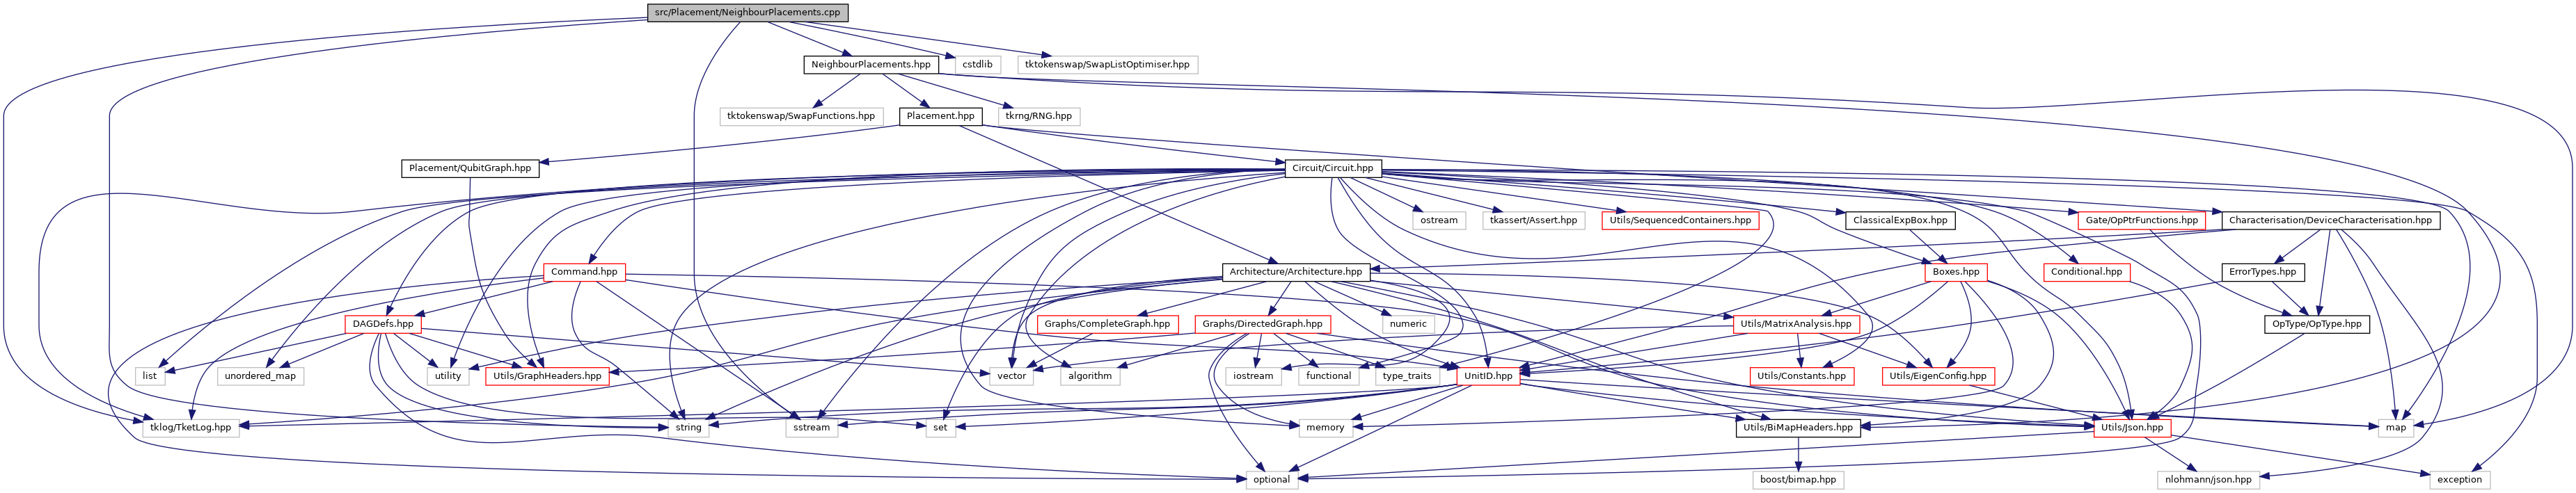 src/Placement/NeighbourPlacements.cpp
NeighbourPlacements.hpp
cstdlib
tktokenswap/SwapListOptimiser.hpp
tktokenswap/SwapFunctions.hpp
Placement.hpp
tkrng/RNG.hpp
Placement/QubitGraph.hpp
Circuit/Circuit.hpp
ostream
tkassert/Assert.hpp
Utils/SequencedContainers.hpp
ClassicalExpBox.hpp
Gate/OpPtrFunctions.hpp
Characterisation/DeviceCharacterisation.hpp
Command.hpp
Architecture/Architecture.hpp
Boxes.hpp
Conditional.hpp
ErrorTypes.hpp
DAGDefs.hpp
Graphs/CompleteGraph.hpp
Graphs/DirectedGraph.hpp
numeric
Utils/MatrixAnalysis.hpp
OpType/OpType.hpp
list
unordered_map
utility
Utils/GraphHeaders.hpp
vector
algorithm
iostream
functional
type_traits
UnitID.hpp
Utils/Constants.hpp
Utils/EigenConfig.hpp
tklog/TketLog.hpp
string
sstream
set
memory
Utils/BiMapHeaders.hpp
Utils/Json.hpp
map
optional
boost/bimap.hpp
nlohmann/json.hpp
exception